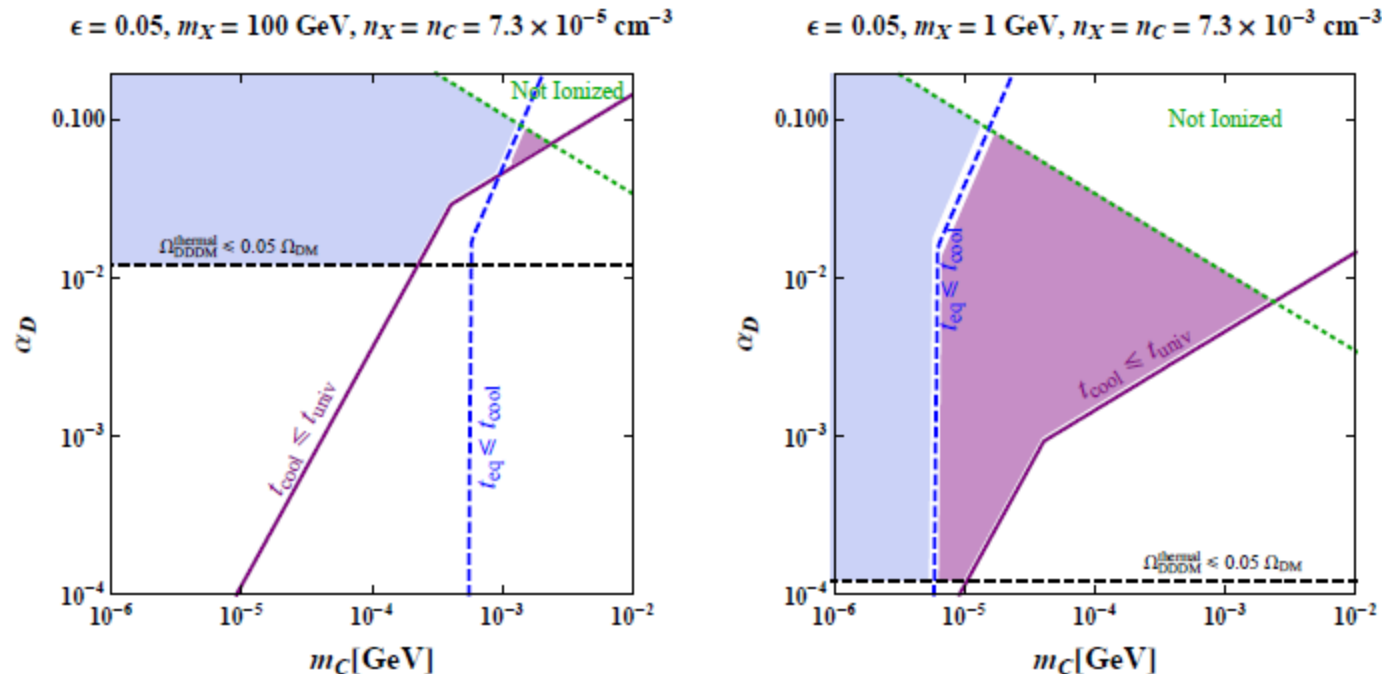 ϵ = 0.05, m_X = 100 GeV, n_X = n_C = 7.3 × 10⁻⁵ cm⁻³
Not Ionized
0.100
Ω_DDDM^thermal ⩽ 0.05 Ω_DM
10⁻²
α_D
t_cool ⩽ t_univ
t_eq ⩽ t_cool
10⁻³
10⁻⁴
10⁻⁶ 10⁻⁵ 10⁻⁴ 10⁻³ 10⁻²
m_C[GeV]
ϵ = 0.05, m_X = 1 GeV, n_X = n_C = 7.3 × 10⁻³ cm⁻³
0.100
Not Ionized
t_eq ⩽ t_cool
10⁻²
α_D
t_cool ⩽ t_univ
10⁻³
Ω_DDDM^thermal ⩽ 0.05 Ω_DM
10⁻⁴
10⁻⁶ 10⁻⁵ 10⁻⁴ 10⁻³ 10⁻²
m_C[GeV]